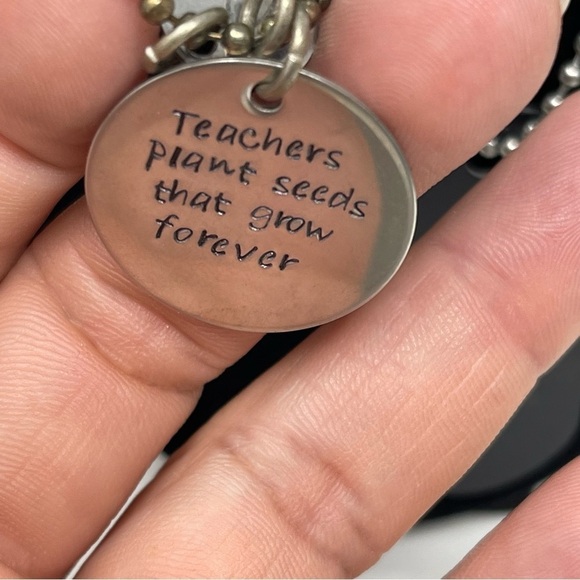 Teachers
plant seeds
that grow
forever